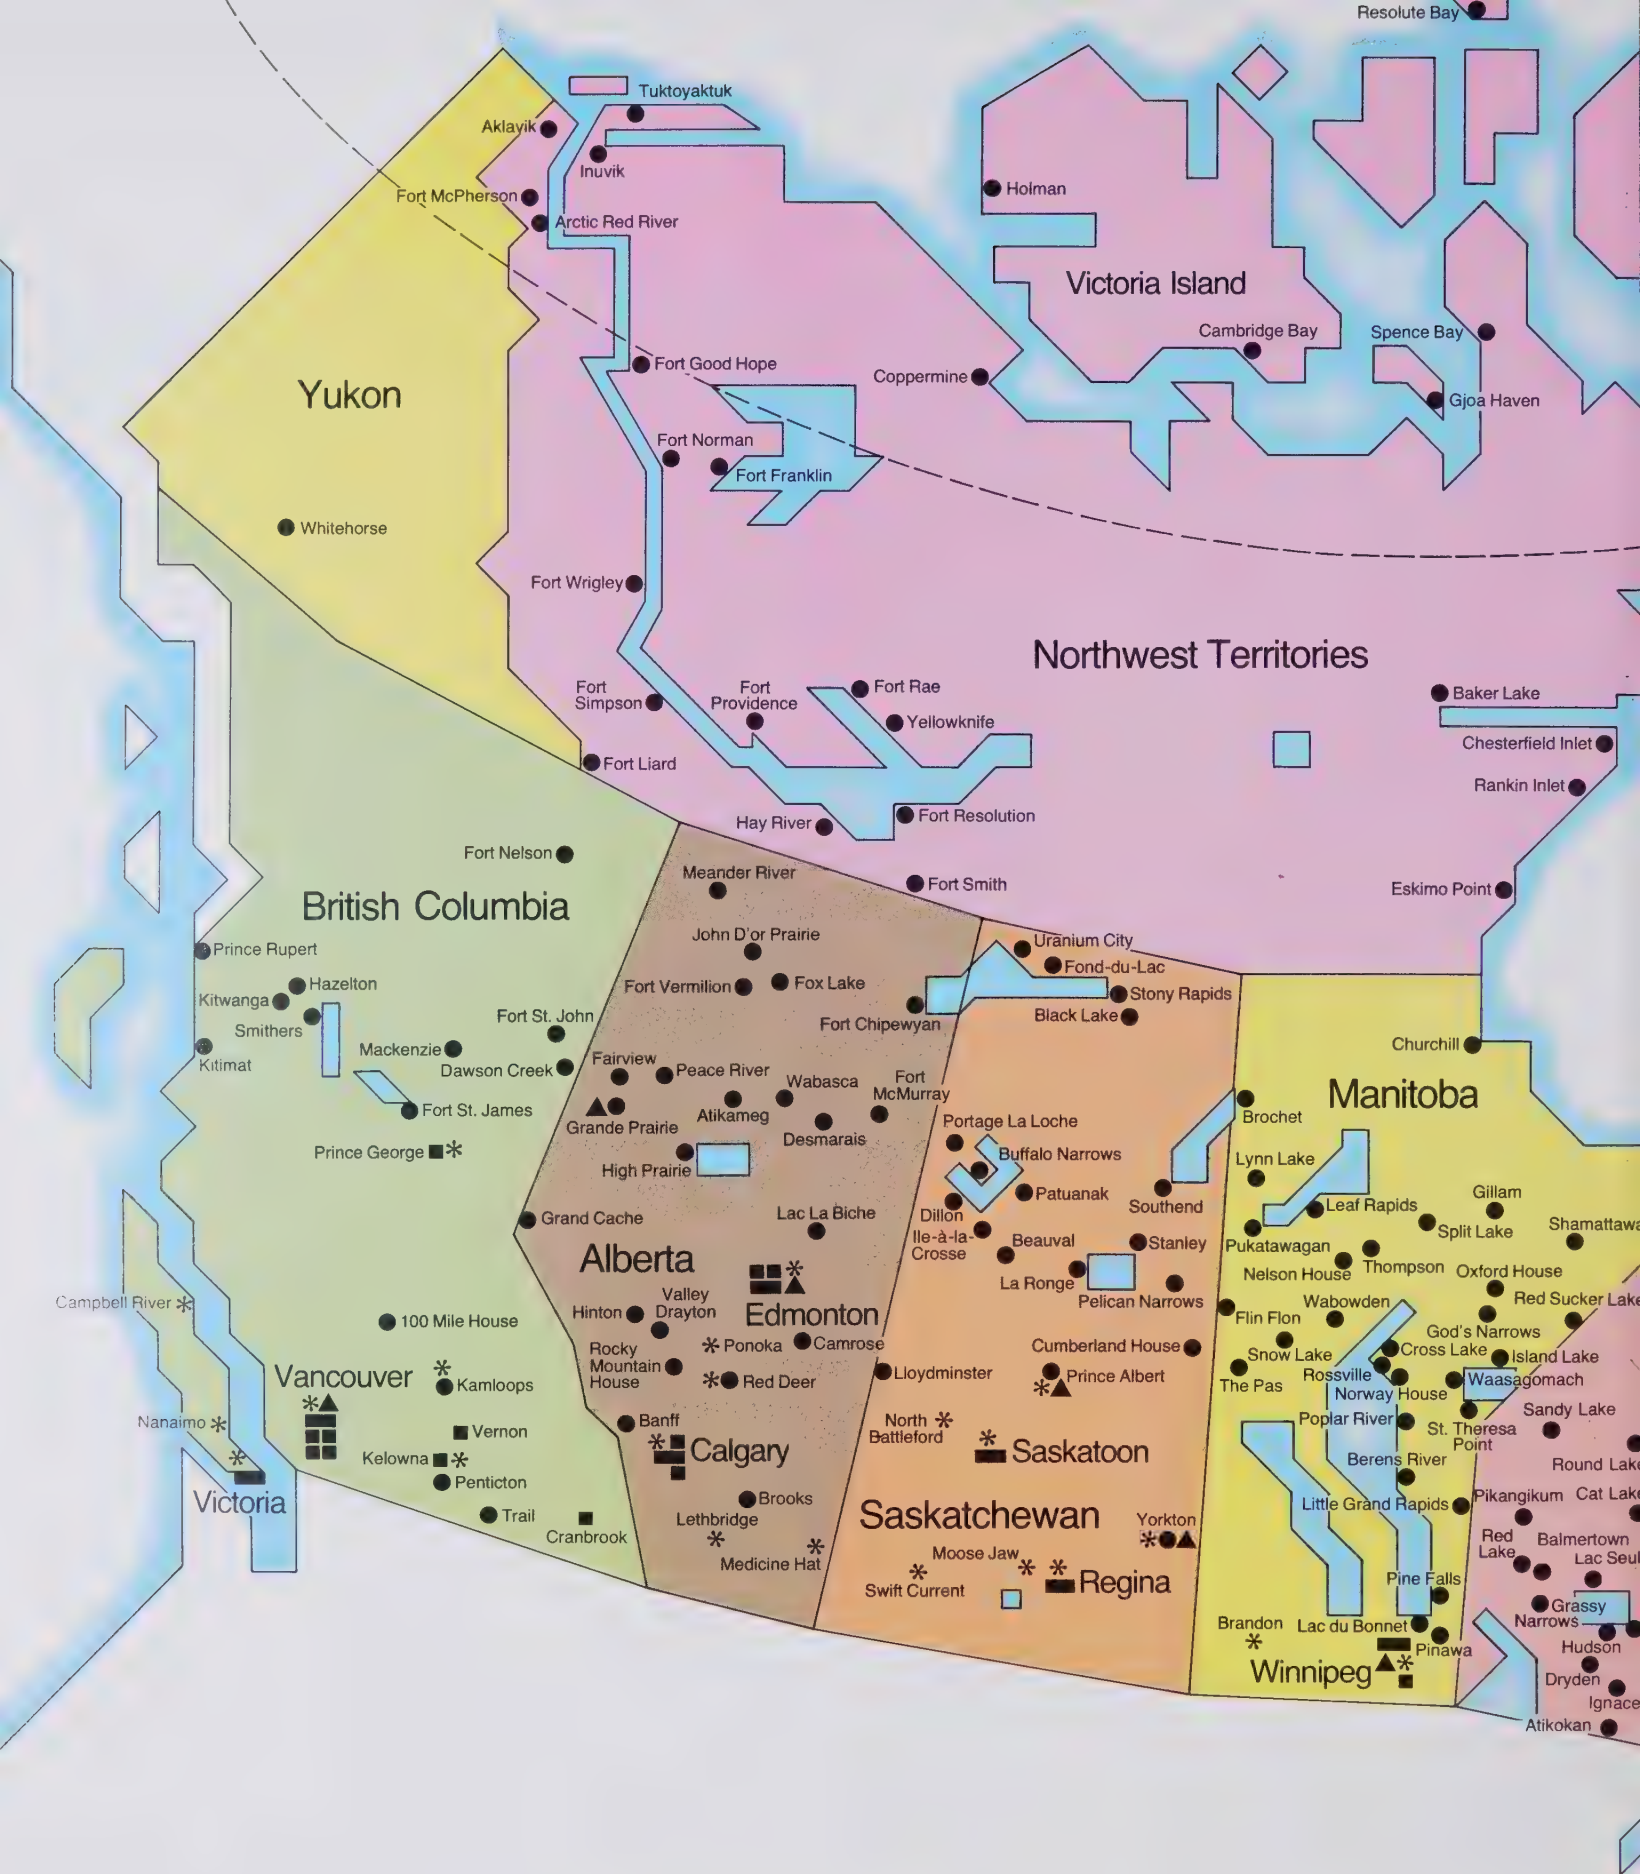 Resolute Bay
Tuktoyaktuk
Aklavik
Inuvik
Fort McPherson
Arctic Red River
Holman
Victoria Island
Cambridge Bay
Spence Bay
Fort Good Hope
Coppermine
Gjoa Haven
Yukon
Fort Norman
Fort Franklin
Whitehorse
Fort Wrigley
Northwest Territories
Fort
Simpson
Fort
Providence
Fort Rae
Yellowknife
Baker Lake
Chesterfield Inlet
Rankin Inlet
Fort Liard
Hay River
Fort Resolution
Fort Smith
Eskimo Point
Fort Nelson
British Columbia
Prince Rupert
Hazelton
Kitwanga
Smithers
Kitimat
Fort St. John
Mackenzie
Dawson Creek
Fort St. James
Prince George
Campbell River
100 Mile House
Vancouver
Kamloops
Nanaimo
Vernon
Kelowna
Penticton
Victoria
Trail
Cranbrook
Meander River
John D'or Prairie
Fort Vermilion
Fox Lake
Fort Chipewyan
Fairview
Peace River
Wabasca
Fort
McMurray
Atikameg
Grande Prairie
Desmarais
High Prairie
Grand Cache
Lac La Biche
Alberta
Edmonton
Hinton
Valley
Drayton
Ponoka
Camrose
Rocky
Mountain
House
Red Deer
Banff
Calgary
Brooks
Lethbridge
Medicine Hat
Uranium City
Fond-du-Lac
Stony Rapids
Black Lake
Portage La Loche
Buffalo Narrows
Patuanak
Southend
Dillon
Ile-à-la-
Crosse
Beauval
Stanley
La Ronge
Pelican Narrows
Cumberland House
Lloydminster
Prince Albert
North
Battleford
Saskatoon
Saskatchewan
Yorkton
Moose Jaw
Swift Current
Regina
Churchill
Manitoba
Brochet
Lynn Lake
Leaf Rapids
Gillam
Split Lake
Shamattawa
Pukatawagan
Nelson House
Thompson
Oxford House
Red Sucker Lake
Flin Flon
Wabowden
God's Narrows
Snow Lake
Cross Lake
Island Lake
The Pas
Rossville
Norway House
Waasagomach
Poplar River
St. Theresa
Point
Sandy Lake
Berens River
Round Lake
Little Grand Rapids
Pikangikum
Cat Lake
Red
Lake
Balmertown
Lac Seul
Pine Falls
Grassy
Narrows
Brandon
Lac du Bonnet
Pinawa
Hudson
Winnipeg
Dryden
Ignace
Atikokan